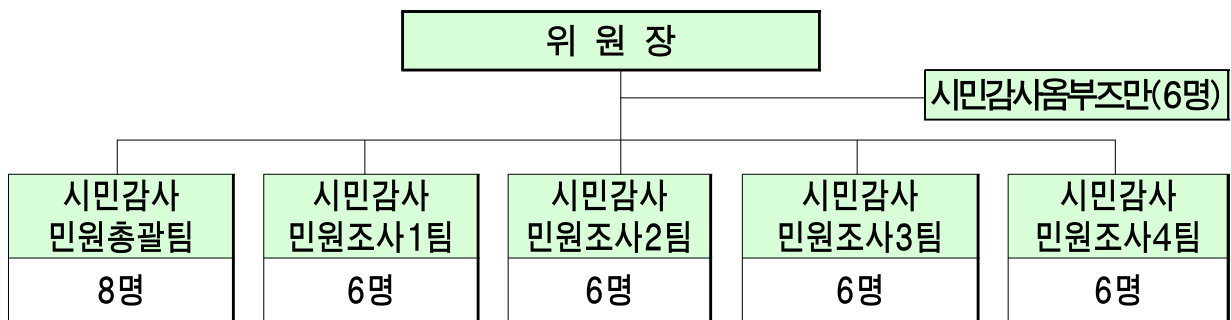 위 원 장
시민감사옴부즈만(6명)
시민감사
민원총괄팀
8명
시민감사
민원조사1팀
6명
시민감사
민원조사2팀
6명
시민감사
민원조사3팀
6명
시민감사
민원조사4팀
6명